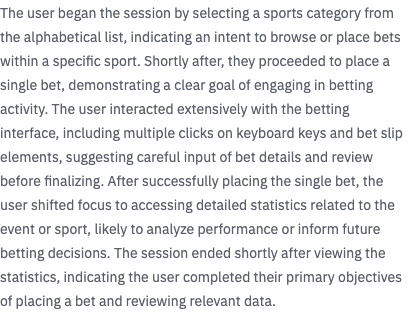 The user began the session by selecting a sports category from
the alphabetical list, indicating an intent to browse or place bets
within a specific sport. Shortly after, they proceeded to place a
single bet, demonstrating a clear goal of engaging in betting
activity. The user interacted extensively with the betting
interface, including multiple clicks on keyboard keys and bet slip
elements, suggesting careful input of bet details and review
before finalizing. After successfully placing the single bet, the
user shifted focus to accessing detailed statistics related to the
event or sport, likely to analyze performance or inform future
betting decisions. The session ended shortly after viewing the
statistics, indicating the user completed their primary objectives
of placing a bet and reviewing relevant data.